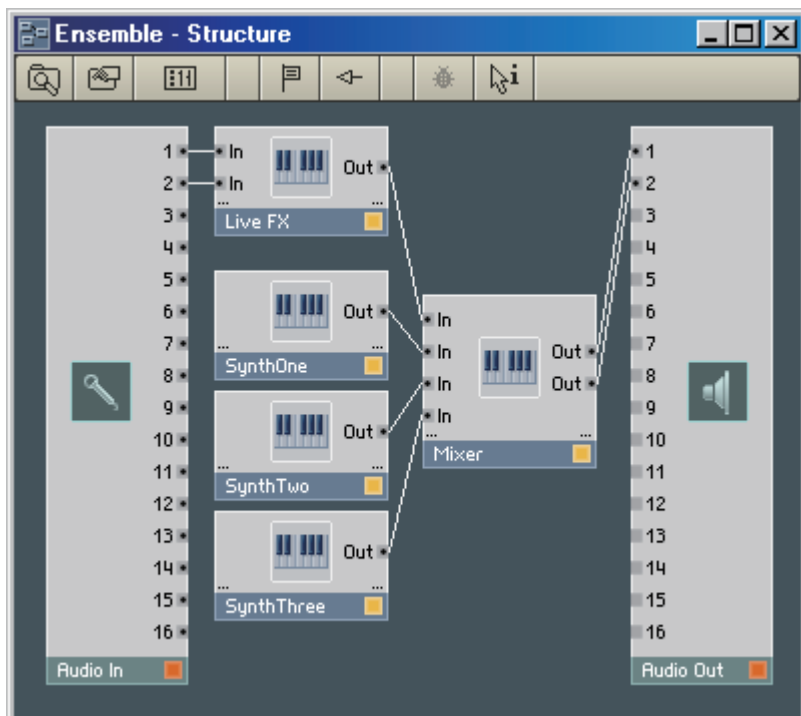 Ensemble - Structure
1
2
3
4
5
6
7
8
9
10
11
12
13
14
15
16
Audio In
In
In
Out
...
...
Live FX
Out
...
...
SynthOne
Out
...
...
SynthTwo
Out
...
...
SynthThree
In
In
In
In
Out
Out
...
...
Mixer
1
2
3
4
5
6
7
8
9
10
11
12
13
14
15
16
Audio Out